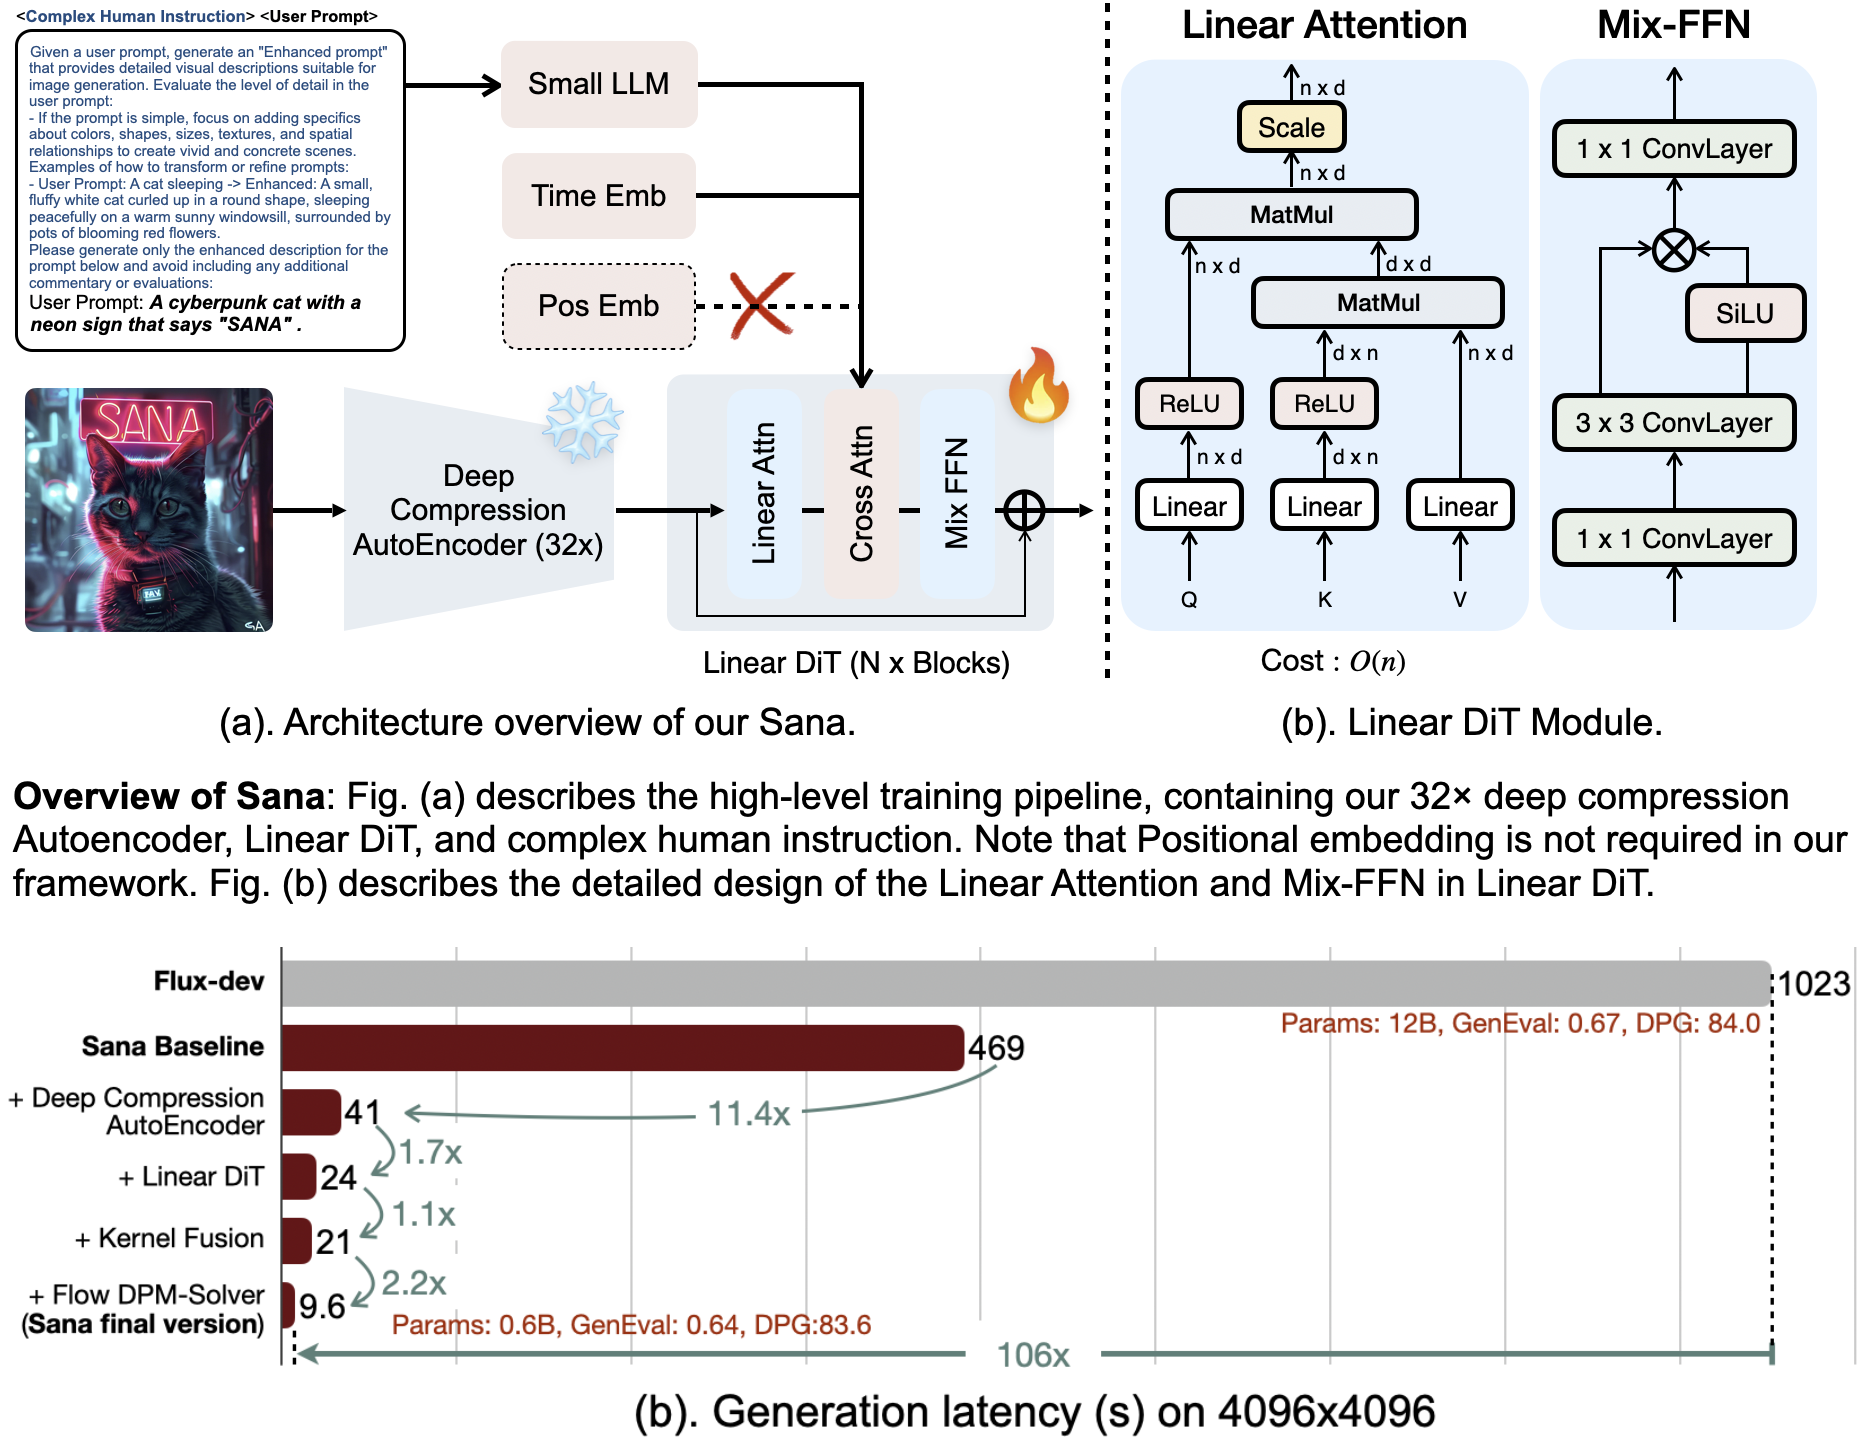 <Complex Human Instruction> <User Prompt>
Given a user prompt, generate an "Enhanced prompt"
that provides detailed visual descriptions suitable for
image generation. Evaluate the level of detail in the
user prompt:
- If the prompt is simple, focus on adding specifics
about colors, shapes, sizes, textures, and spatial
relationships to create vivid and concrete scenes.
Examples of how to transform or refine prompts:
- User Prompt: A cat sleeping -> Enhanced: A small,
fluffy white cat curled up in a round shape, sleeping
peacefully on a warm sunny windowsill, surrounded by
pots of blooming red flowers.
Please generate only the enhanced description for the
prompt below and avoid including any additional
commentary or evaluations:
User Prompt: A cyberpunk cat with a
neon sign that says "SANA" .
Small LLM
Time Emb
Pos Emb
SANA
Deep
Compression
AutoEncoder (32x)
Linear Attn
Cross Attn
Mix FFN
Linear DiT (N x Blocks)
(a). Architecture overview of our Sana.
Linear Attention
n x d
Scale
n x d
MatMul
n x d
d x d
MatMul
d x n
n x d
ReLU
ReLU
n x d
d x n
Linear
Linear
Linear
Q
K
V
Cost : O(n)
Mix-FFN
1 x 1 ConvLayer
SiLU
3 x 3 ConvLayer
1 x 1 ConvLayer
(b). Linear DiT Module.
Overview of Sana: Fig. (a) describes the high-level training pipeline, containing our 32× deep compression
Autoencoder, Linear DiT, and complex human instruction. Note that Positional embedding is not required in our
framework. Fig. (b) describes the detailed design of the Linear Attention and Mix-FFN in Linear DiT.
Flux-dev
1023
Params: 12B, GenEval: 0.67, DPG: 84.0
Sana Baseline
469
+ Deep Compression
AutoEncoder
41
11.4x
1.7x
+ Linear DiT
24
1.1x
+ Kernel Fusion
21
2.2x
+ Flow DPM-Solver
(Sana final version)
9.6
Params: 0.6B, GenEval: 0.64, DPG:83.6
106x
(b). Generation latency (s) on 4096x4096